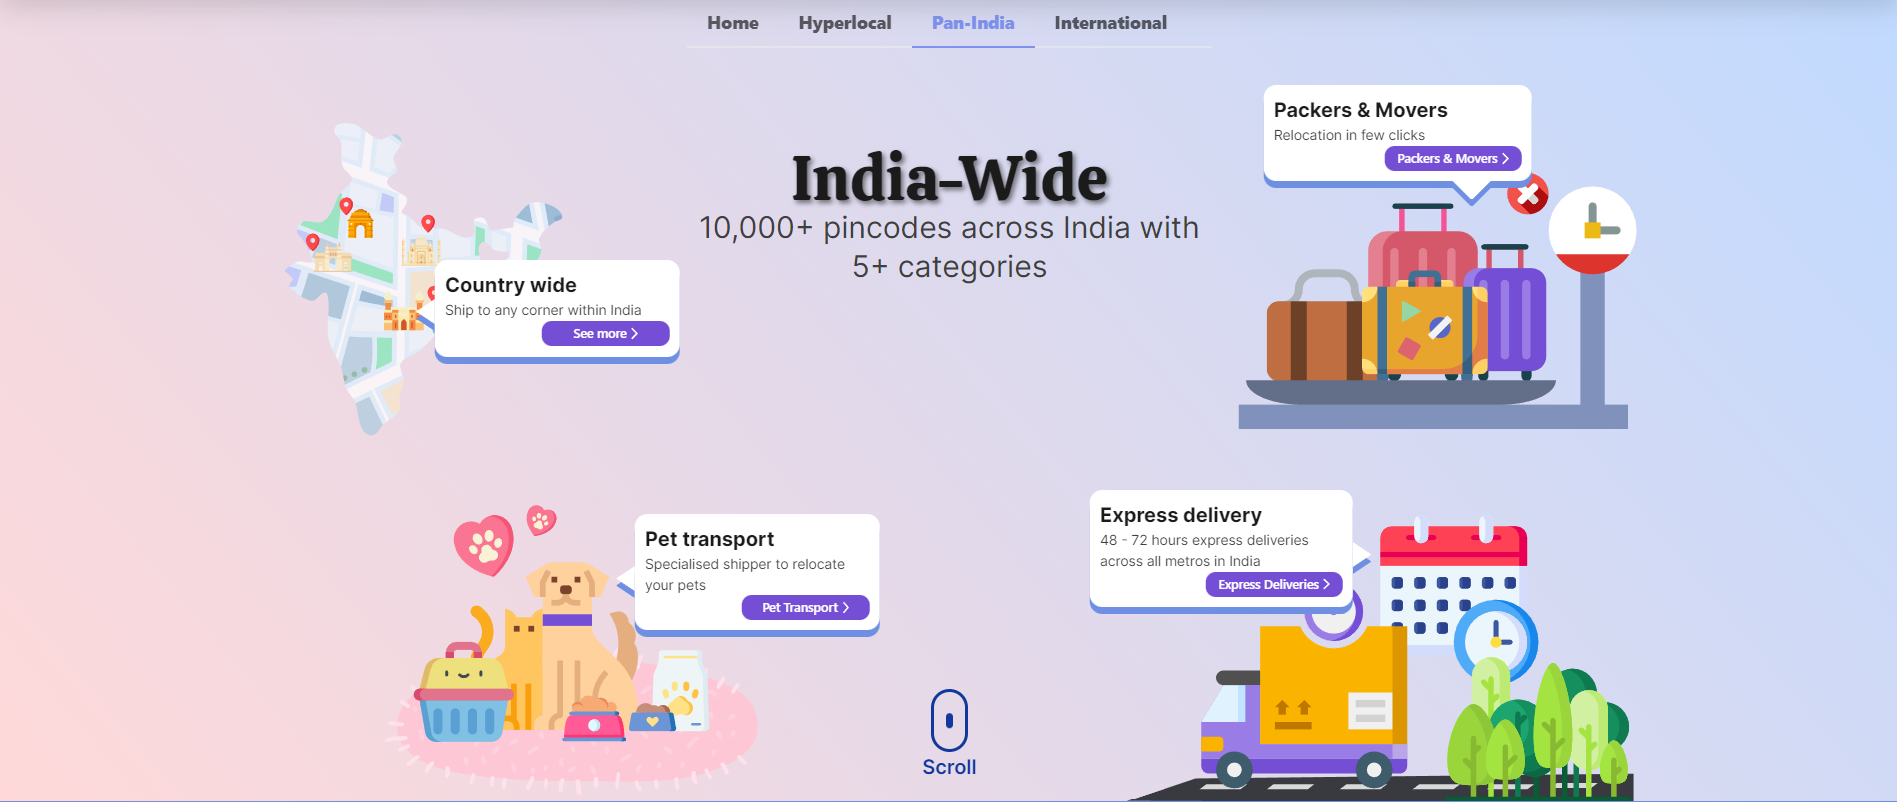 Home Hyperlocal Pan-India International
India-Wide
10,000+ pincodes across India with
5+ categories
Packers & Movers
Relocation in few clicks
Packers & Movers
Country wide
Ship to any corner within India
See more
Pet transport
Specialised shipper to relocate
your pets
Pet Transport
Express delivery
48 - 72 hours express deliveries
across all metros in India
Express Deliveries
Scroll